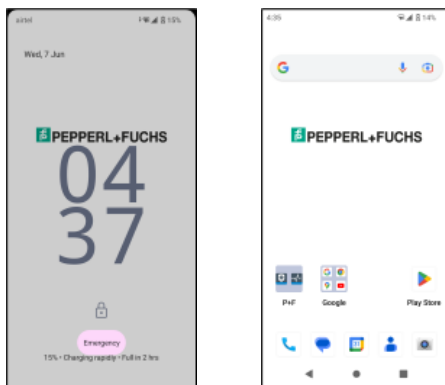 airtel 15%
Wed, 7 Jun
PEPPERL+FUCHS
04
37
Emergency
15% • Charging rapidly • Full in 2 hrs
4:35 14%
PEPPERL+FUCHS
P+F Google Play Store